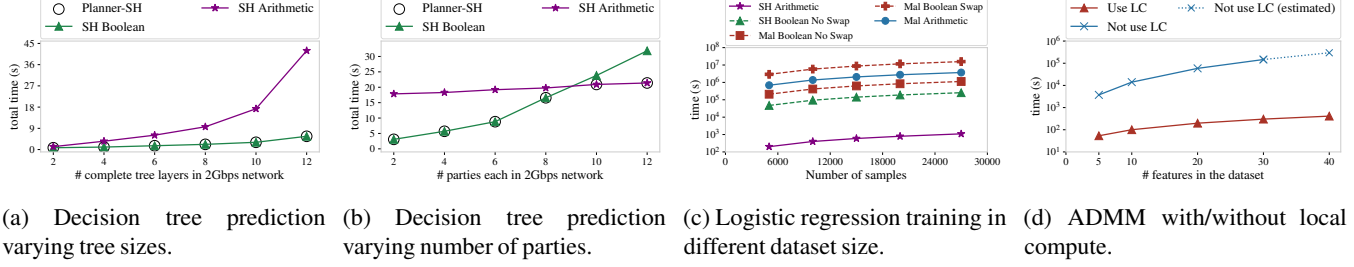 Planner-SH
SH Arithmetic
SH Boolean
total time (s)
45
36
27
18
9
0
2
4
6
8
10
12
# complete tree layers in 2Gbps network
(a) Decision tree prediction
varying tree sizes.
Planner-SH
SH Arithmetic
SH Boolean
total time (s)
30
25
20
15
10
5
0
2
4
6
8
10
12
# parties each in 2Gbps network
(b) Decision tree prediction
varying number of parties.
SH Arithmetic
Mal Boolean Swap
SH Boolean No Swap
Mal Arithmetic
Mal Boolean No Swap
time (s)
10^8
10^7
10^6
10^5
10^4
10^3
10^2
0
6000
12000
18000
24000
30000
Number of samples
(c) Logistic regression training in
different dataset size.
Use LC
Not use LC (estimated)
Not use LC
time (s)
10^6
10^5
10^4
10^3
10^2
10^1
0
5
10
20
30
40
# features in the dataset
(d) ADMM with/without local
compute.